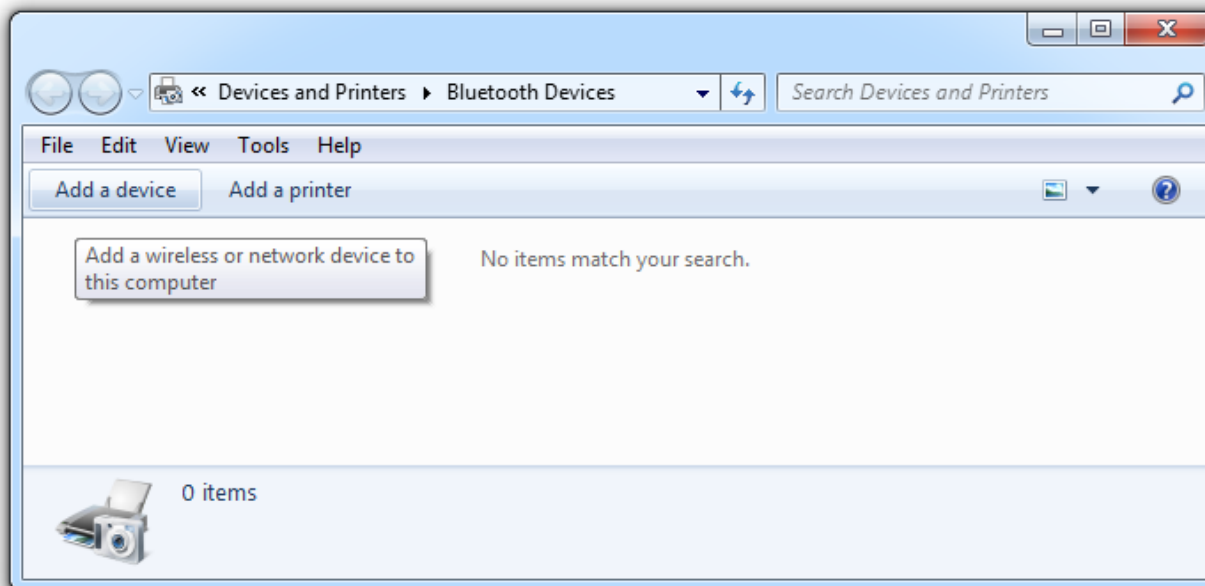 « Devices and Printers ▸ Bluetooth Devices
Search Devices and Printers
File Edit View Tools Help
Add a device Add a printer
Add a wireless or network device to
this computer
No items match your search.
0 items